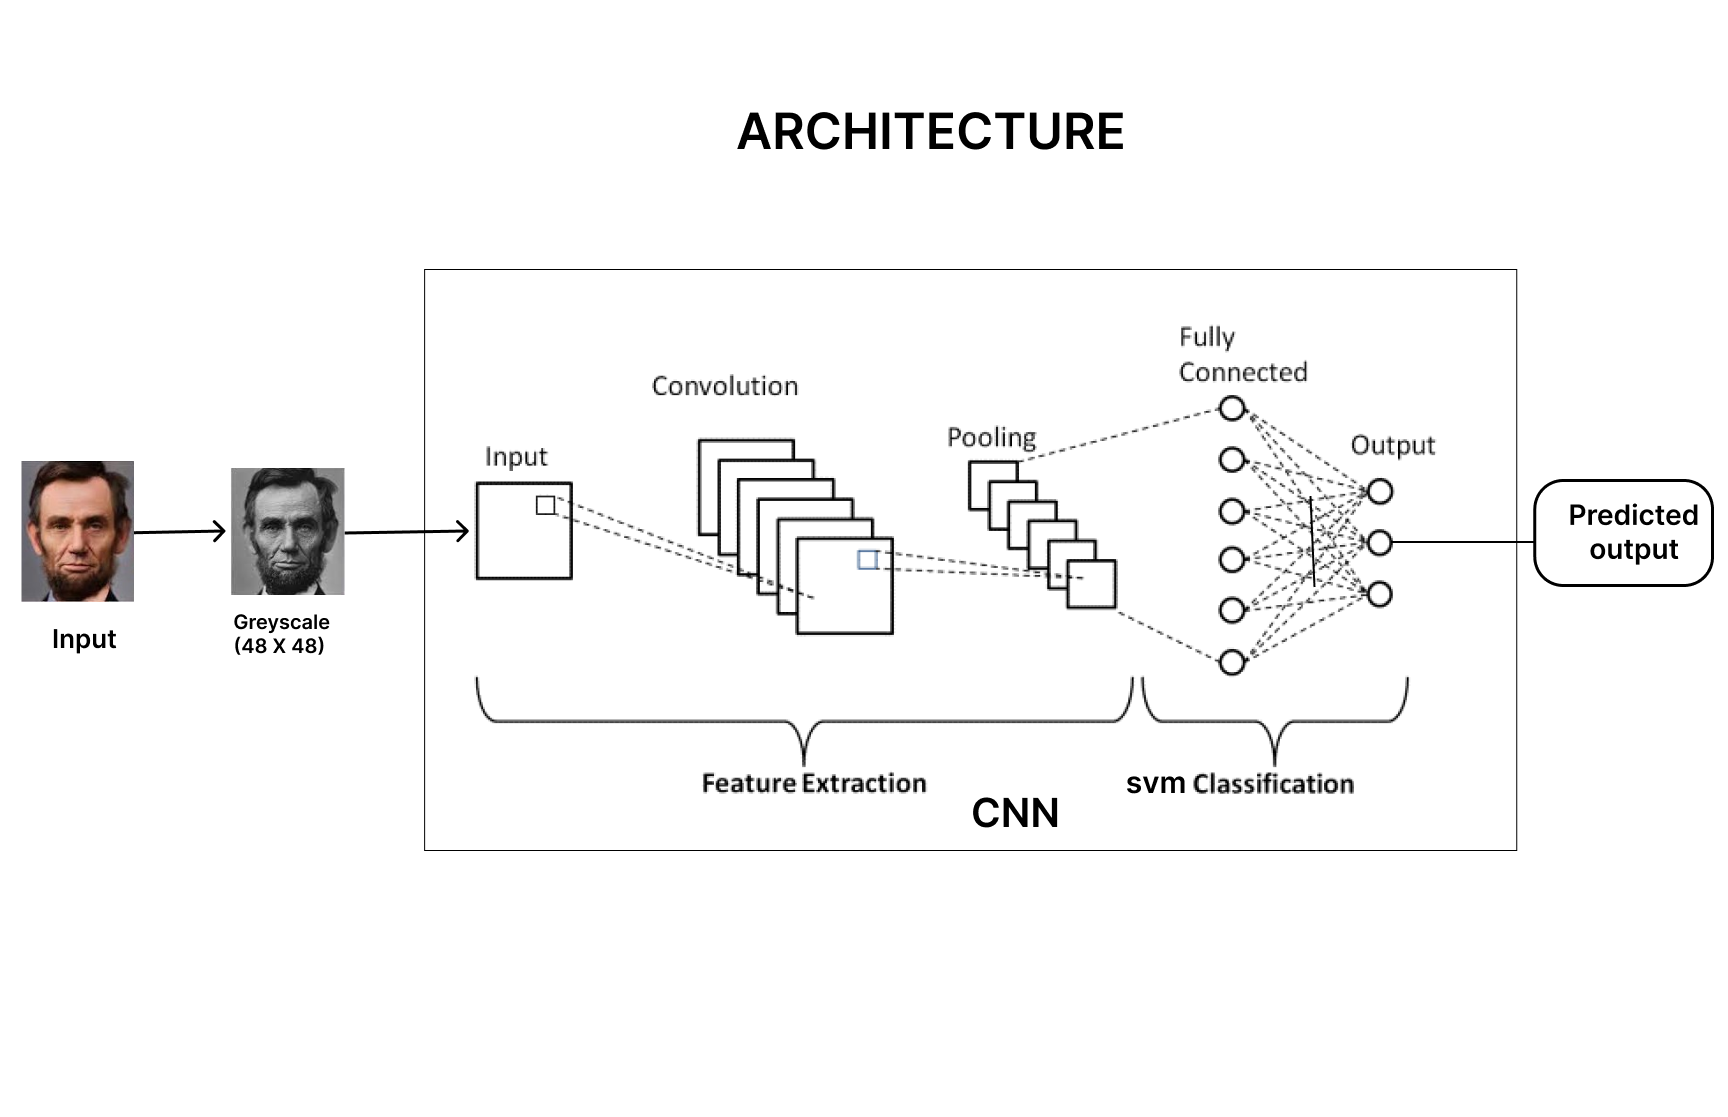 ARCHITECTURE
Input
Greyscale
(48 X 48)
Input
Convolution
Pooling
Fully
Connected
Output
Feature Extraction
svm Classification
CNN
Predicted
output